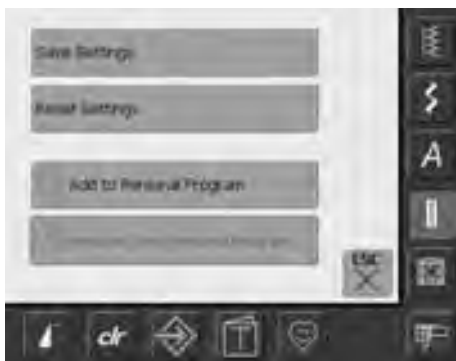 Save Settings
Reset Settings
Add to Personal Program
ESC
A
clr